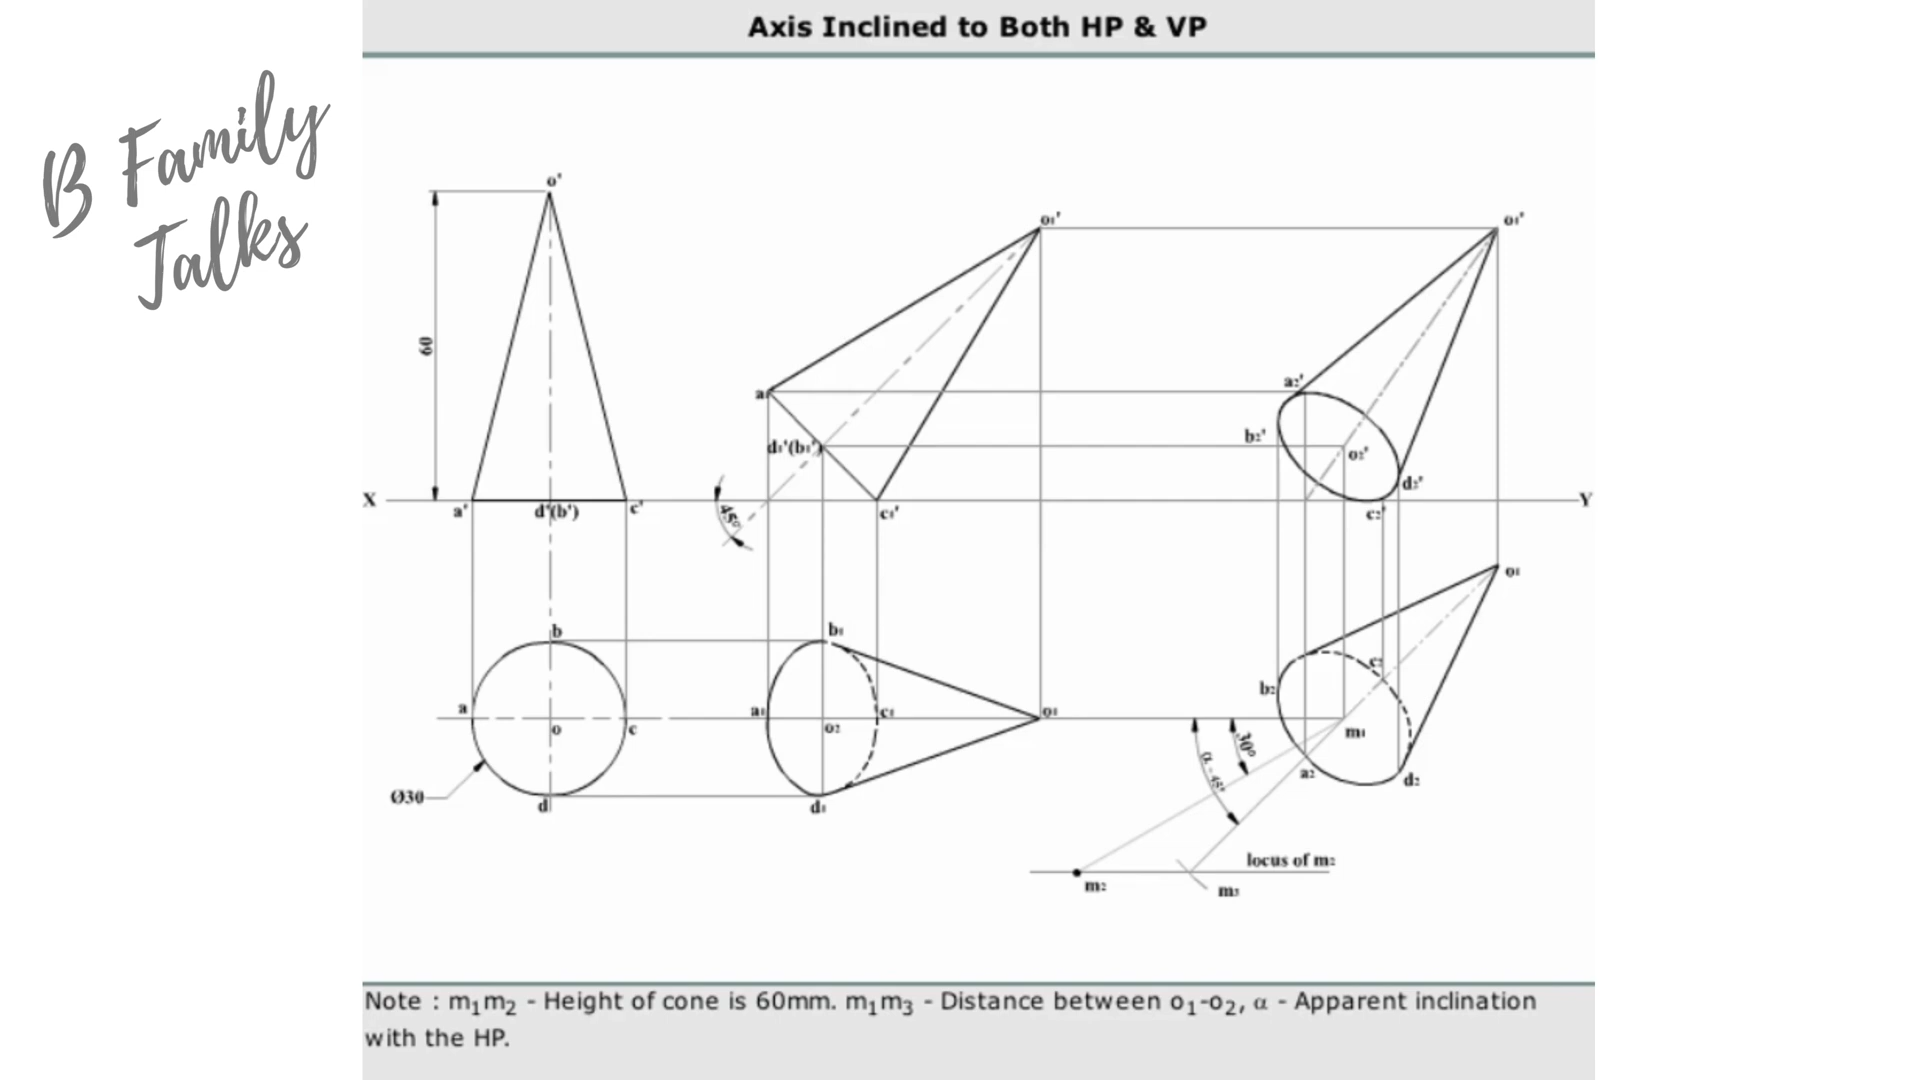 Axis Inclined to Both HP & VP
B Family
Talks
o'
60
X
a'
d'(b')
c'
45°
a
b
o
c
d
Ø30
o₁'
d₁'(b₁')
c₁'
b₁
a₁
c₁
o₂
o₁
d₁
o₁'
a₂'
b₂'
o₂'
d₂'
c₂'
Y
o₁
c₂
b₂
m₁
a₂
d₂
30°
α - 45°
locus of m₂
m₂
m₃
Note : m₁m₂ - Height of cone is 60mm. m₁m₃ - Distance between o₁-o₂, α - Apparent inclination
with the HP.